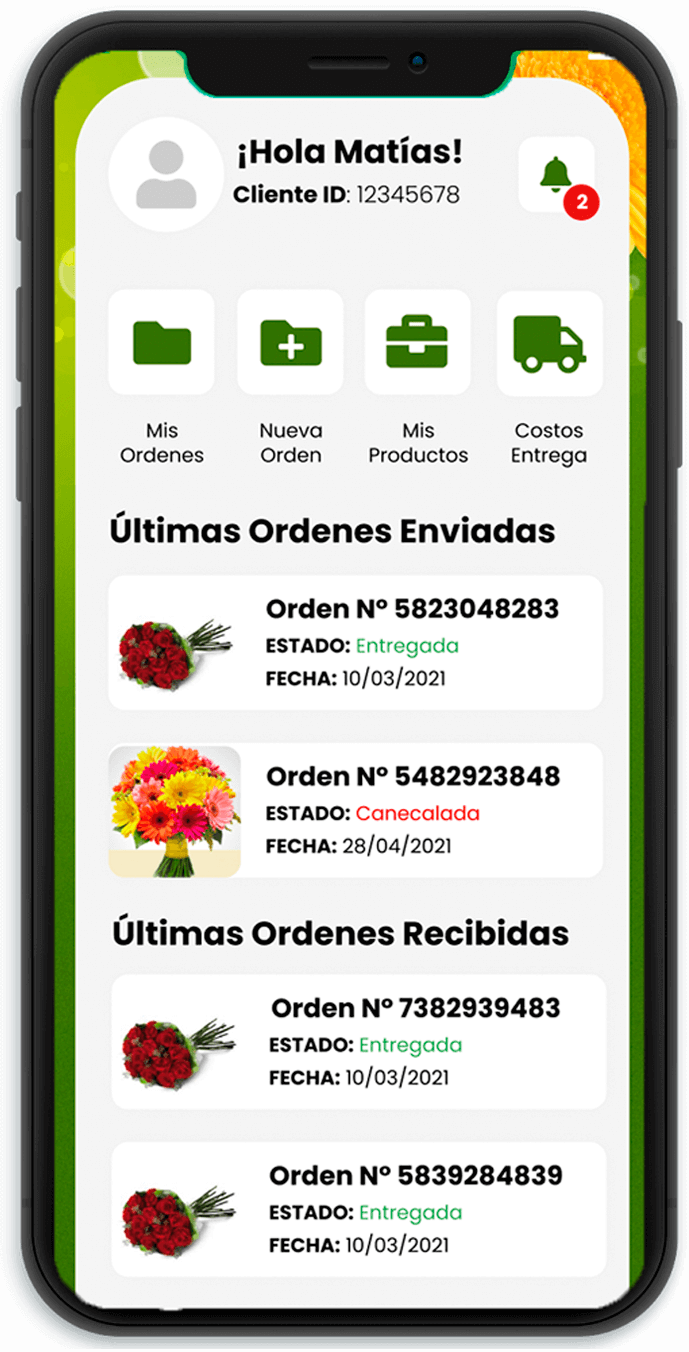 ¡Hola Matías!
Cliente ID: 12345678
2
Mis
Ordenes
Nueva
Orden
Mis
Productos
Costos
Entrega
Últimas Ordenes Enviadas
Orden Nº 5823048283
ESTADO: Entregada
FECHA: 10/03/2021
Orden Nº 5482923848
ESTADO: Canecalada
FECHA: 28/04/2021
Últimas Ordenes Recibidas
Orden Nº 7382939483
ESTADO: Entregada
FECHA: 10/03/2021
Orden Nº 5839284839
ESTADO: Entregada
FECHA: 10/03/2021